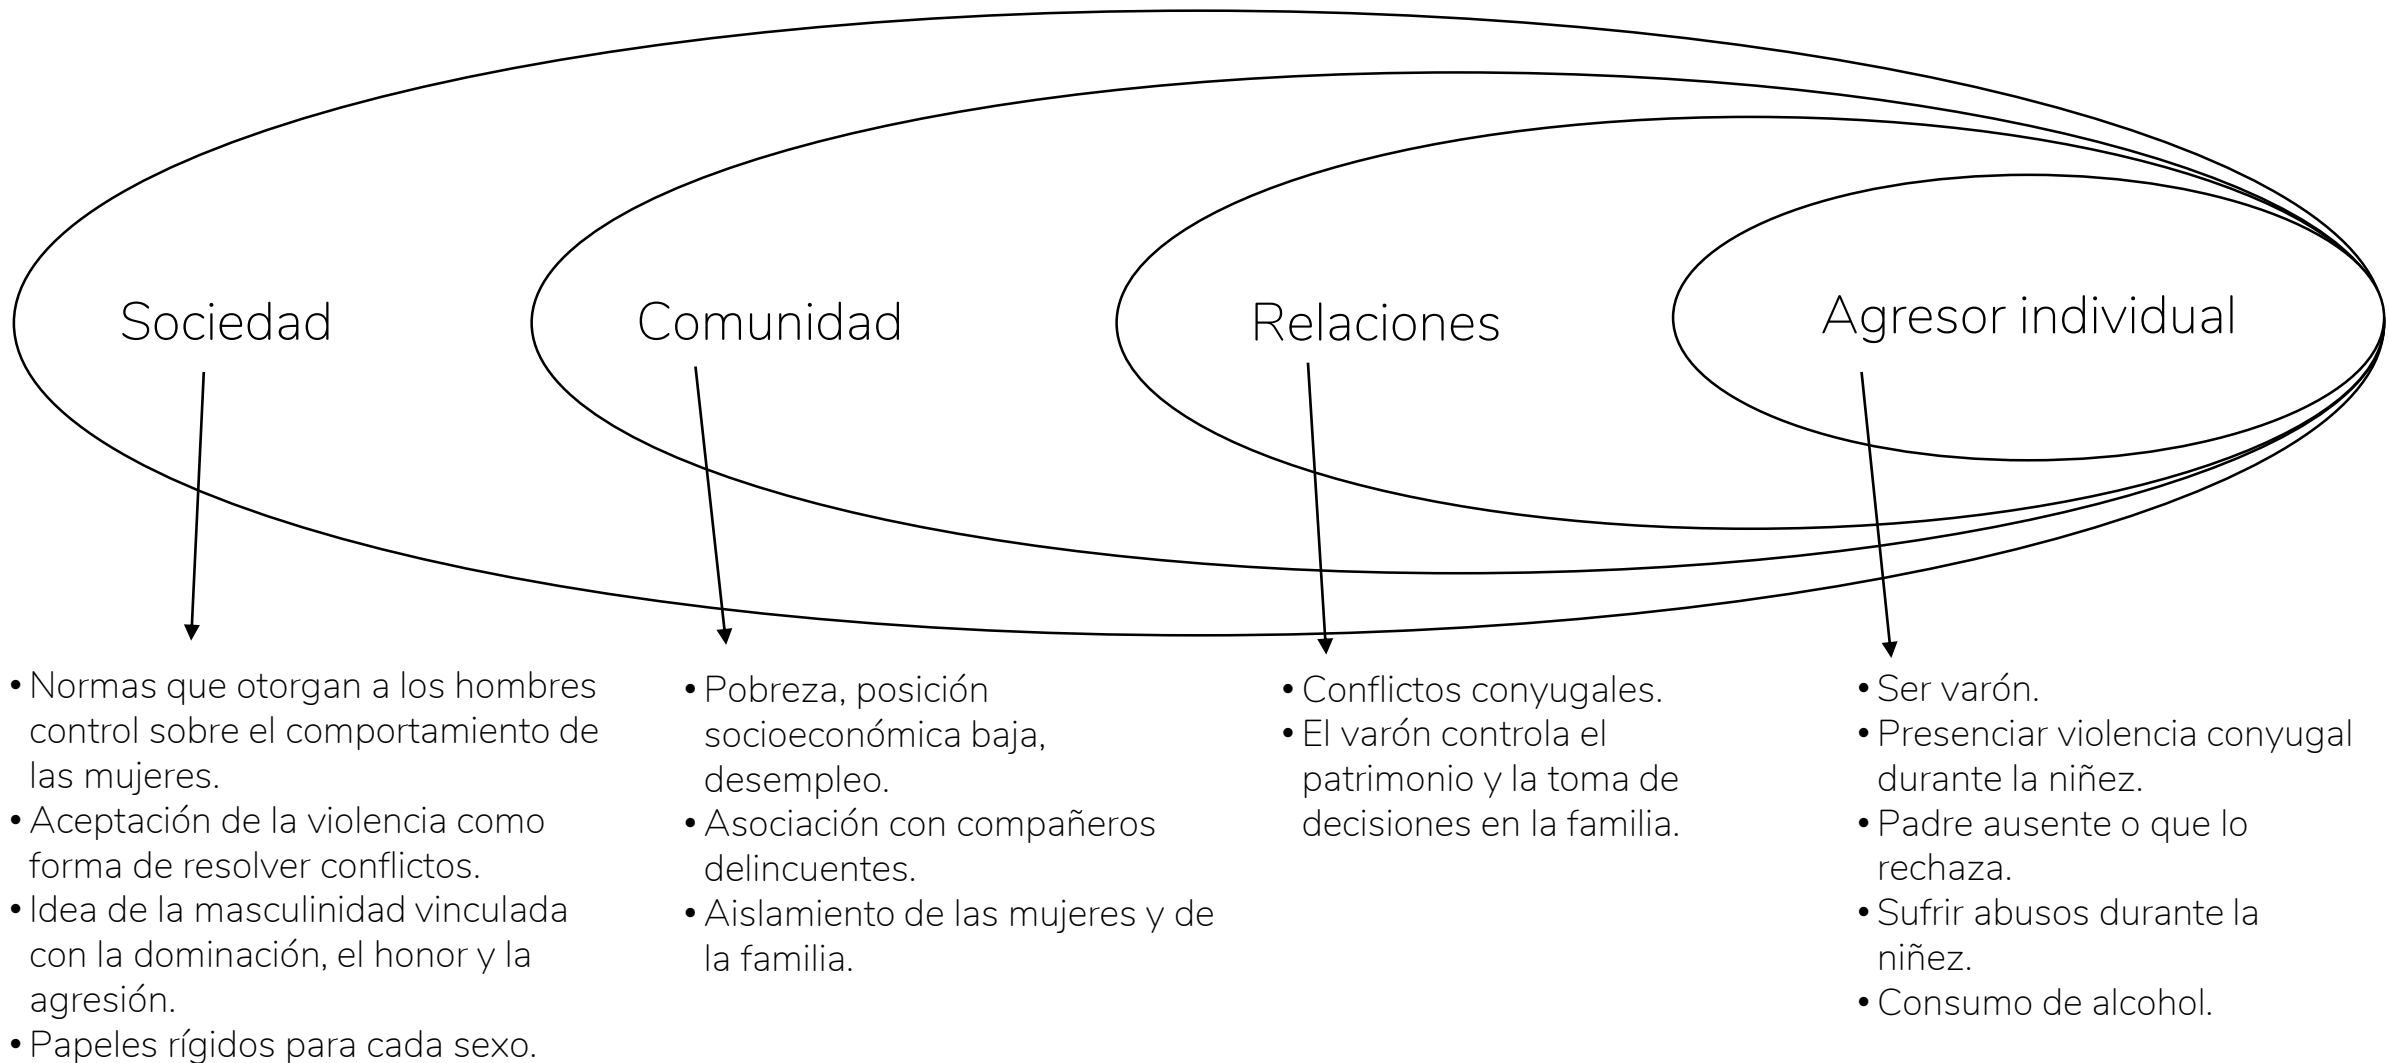 Sociedad
Comunidad
Relaciones
Agresor individual
• Normas que otorgan a los hombres
control sobre el comportamiento de
las mujeres.
• Aceptación de la violencia como
forma de resolver conflictos.
• Idea de la masculinidad vinculada
con la dominación, el honor y la
agresión.
• Papeles rígidos para cada sexo.
• Pobreza, posición
socioeconómica baja,
desempleo.
• Asociación con compañeros
delincuentes.
• Aislamiento de las mujeres y de
la familia.
• Conflictos conyugales.
• El varón controla el
patrimonio y la toma de
decisiones en la familia.
• Ser varón.
• Presenciar violencia conyugal
durante la niñez.
• Padre ausente o que lo
rechaza.
• Sufrir abusos durante la
niñez.
• Consumo de alcohol.